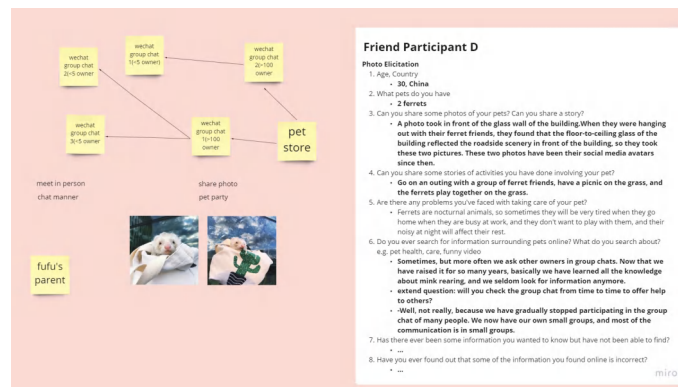 wechat
group chat
2(<5 owner
wechat
group chat
1(<5 owner)
wechat
group chat
2(>100
owner
wechat
group chat
3(<5 owner
wechat
group chat
1(>100
owner
pet
store
meet in person
chat manner
share photo
pet party
fufu's
parent
Friend Participant D
Photo Elicitation
1. Age, Country
• 30, China
2. What pets do you have
• 2 ferrets
3. Can you share some photos of your pets? Can you share a story?
• A photo took in front of the glass wall of the building.When they were hanging
out with their ferret friends, they found that the floor-to-ceiling glass of the
building reflected the roadside scenery in front of the building, so they took
these two pictures. These two photos have been their social media avatars
since then.
4. Can you share some stories of activities you have done involving your pet?
• Go on an outing with a group of ferret friends, have a picnic on the grass, and
the ferrets play together on the grass.
5. Are there any problems you've faced with taking care of your pet?
• Ferrets are nocturnal animals, so sometimes they will be very tired when they go
home when they are busy at work, and they don't want to play with them, and their
noisy at night will affect their rest.
6. Do you ever search for information surrounding pets online? What do you search about?
e.g. pet health, care, funny video
• Sometimes, but more often we ask other owners in group chats. Now that we
have raised it for so many years, basically we have learned all the knowledge
about mink rearing, and we seldom look for information anymore.
• extend question: will you check the group chat from time to time to offer help
to others?
• -Well, not really, because we have gradually stopped participating in the group
chat of many people. We now have our own small groups, and most of the
communication is in small groups.
7. Has there ever been some information you wanted to know but have not been able to find?
• ...
8. Have you ever found out that some of the information you found online is incorrect?
• ...
miro